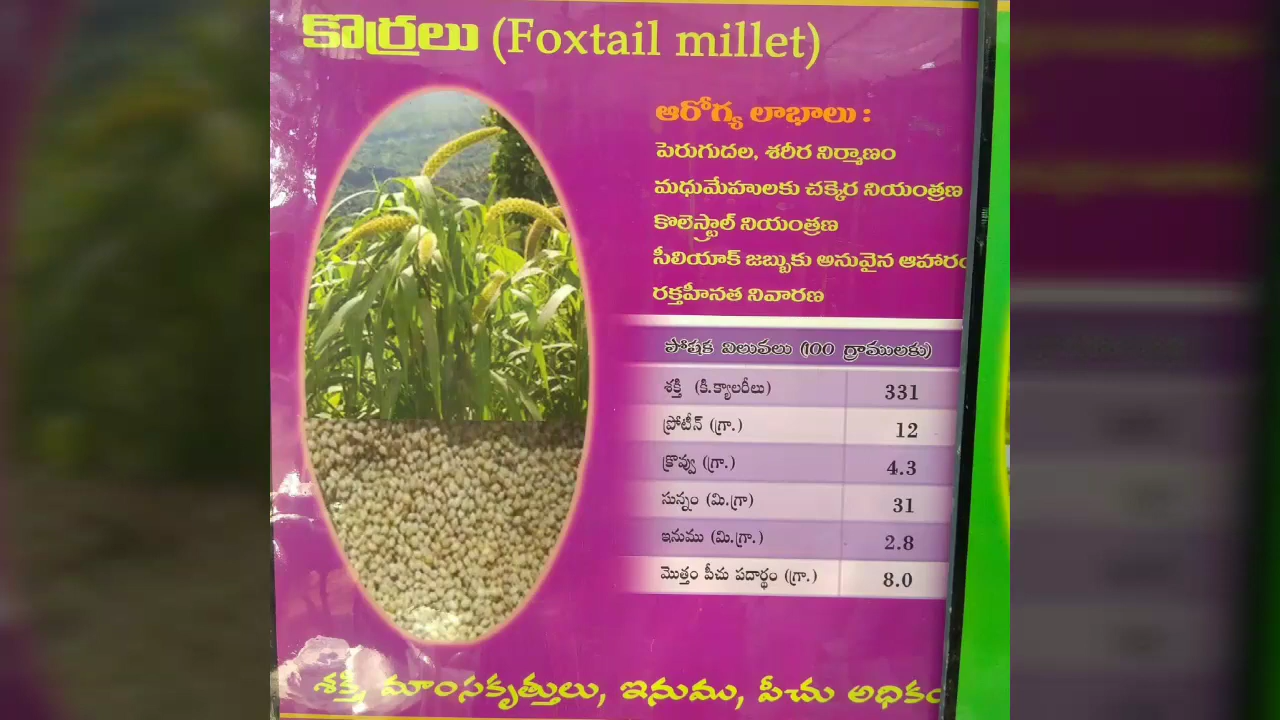 కొర్రలు (Foxtail millet)
ఆరోగ్య లాభాలు :
పెరుగుదల, శరీర నిర్మాణం
మధుమేహులకు చక్కెర నియంత్రణ
కొలెస్ట్రాల్ నియంత్రణ
సీలియాక్ జబ్బుకు అనువైన ఆహారం
రక్తహీనత నివారణ
పోషక విలువలు (100 గ్రాములకు)
శక్తి (కి.క్యాలరీలు) 331
ప్రోటీన్ (గ్రా.) 12
క్రొవ్వు (గ్రా.) 4.3
సున్నం (మి.గ్రా) 31
ఇనుము (మి.గ్రా.) 2.8
మొత్తం పీచు పదార్థం (గ్రా.) 8.0
శక్తి, మాంసకృత్తులు, ఇనుము, పీచు అధికం